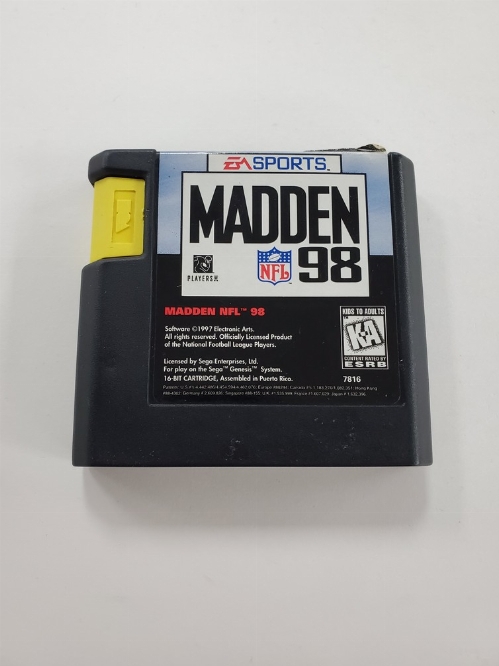 EA SPORTS™
MADDEN
98
PLAYERS
NFL
MADDEN NFL™ 98
Software ©1997 Electronic Arts.
All rights reserved. Officially Licensed Product
of the National Football League Players.
Licensed by Sega Enterprises, Ltd.
For play on the Sega™ Genesis™ System.
16-BIT CARTRIDGE, Assembled in Puerto Rico.
KIDS TO ADULTS
K-A
CONTENT RATED BY
ESRB
7816